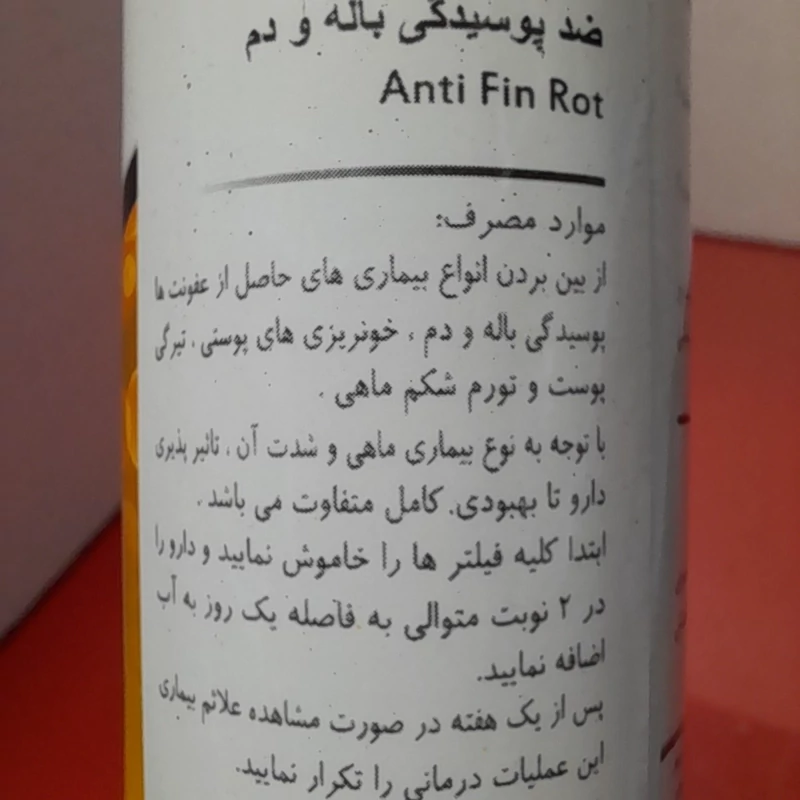 ضد پوسیدگی باله و دم
Anti Fin Rot
موارد مصرف:
از بین بردن انواع بیماری های حاصل از عفونت ها
پوسیدگی باله و دم ، خونریزی های پوستی ، تیرگی
پوست و تورم شکم ماهی .
با توجه به نوع بیماری ماهی و شدت آن ، تاثیر پذیری
دارو تا بهبودی کامل متفاوت می باشد .
ابتدا کلیه فیلتر ها را خاموش نمایید و دارو را
در ۲ نوبت متوالی به فاصله یک روز به آب
اضافه نمایید.
پس از یک هفته در صورت مشاهده علائم بیماری
این عملیات درمانی را تکرار نمایید.